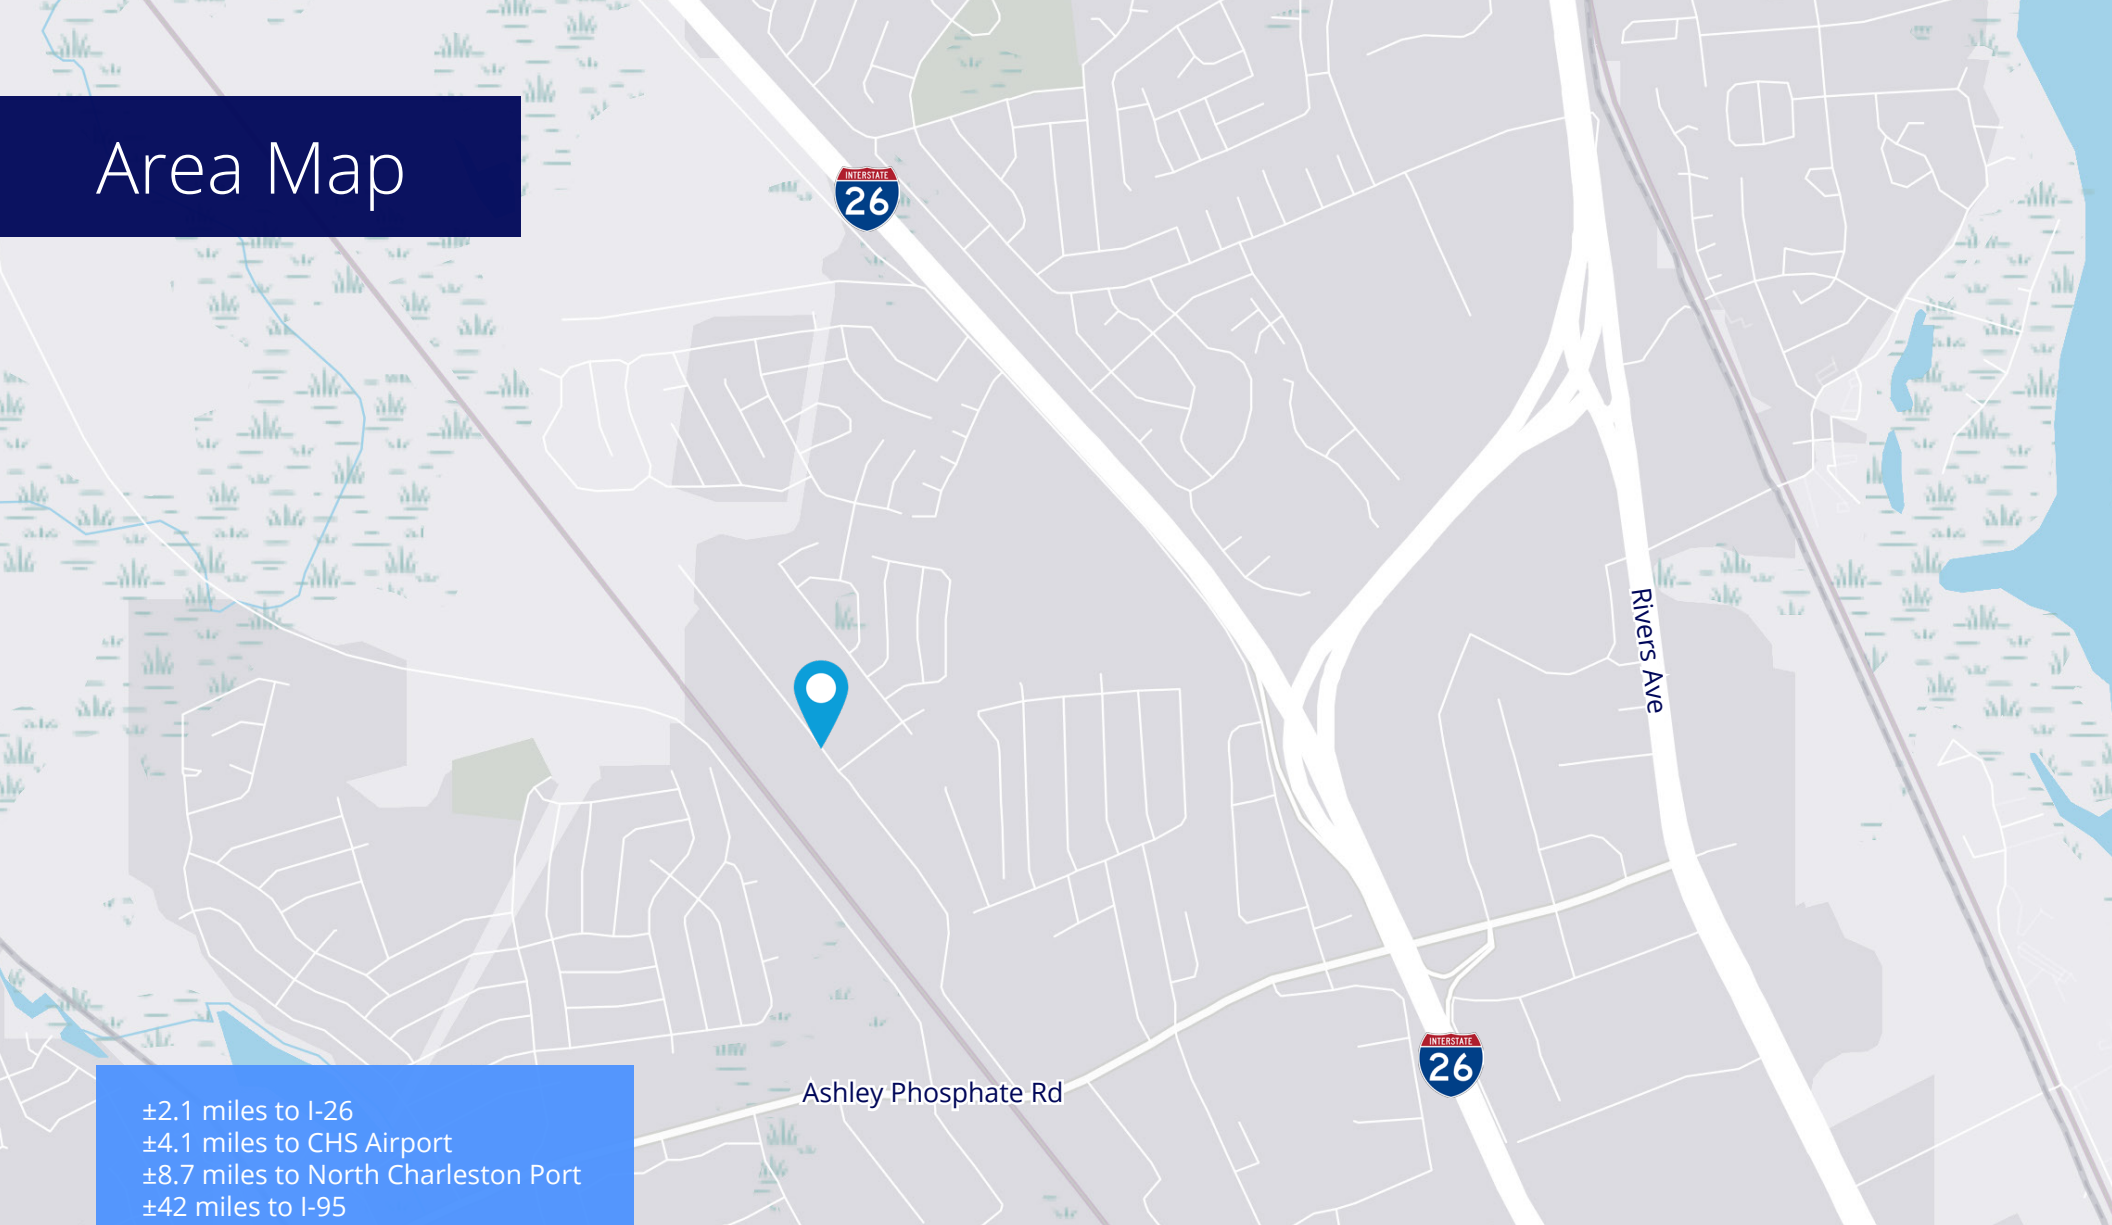 Area Map
INTERSTATE
26
Rivers Ave
INTERSTATE
26
Ashley Phosphate Rd
±2.1 miles to I-26
±4.1 miles to CHS Airport
±8.7 miles to North Charleston Port
±42 miles to I-95